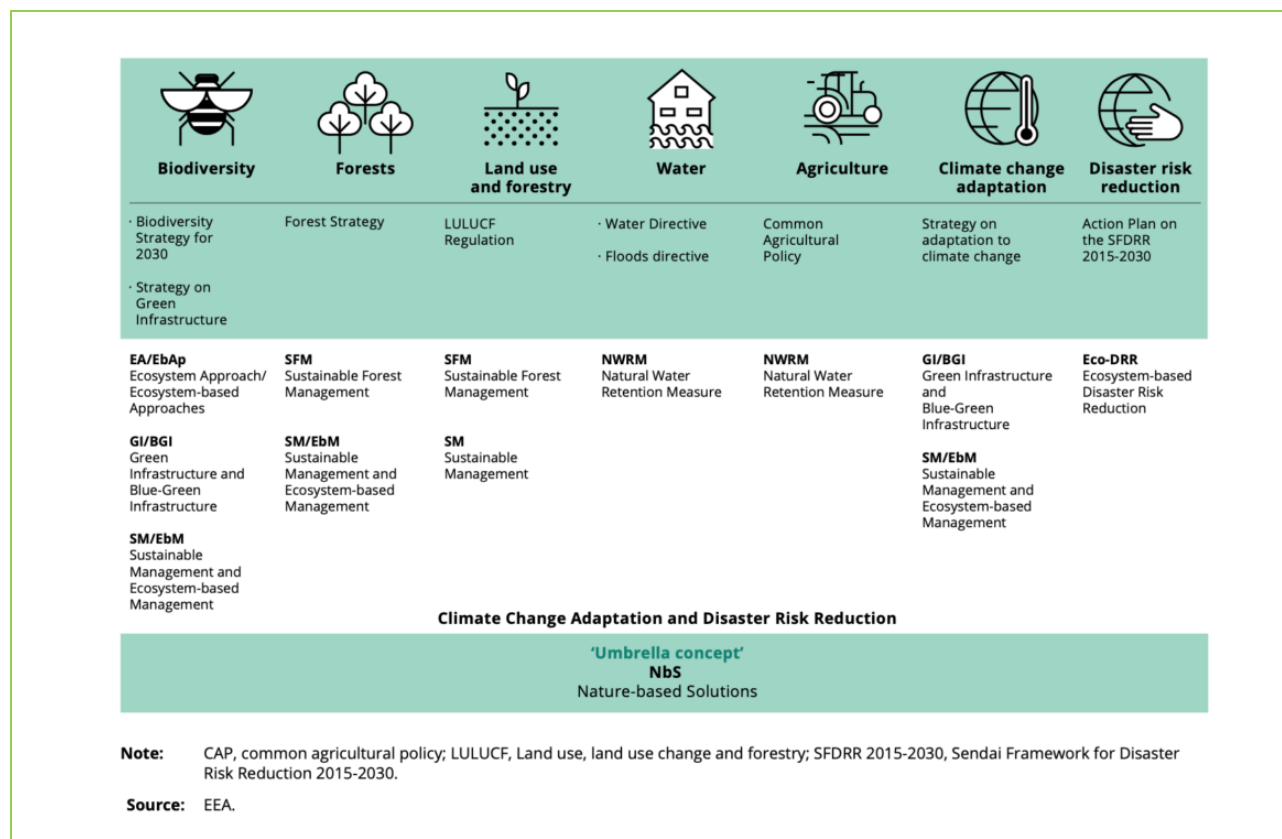 Biodiversity
Forests
Land use
and forestry
Water
Agriculture
Climate change
adaptation
Disaster risk
reduction
· Biodiversity
Strategy for
2030
· Strategy on
Green
Infrastructure
Forest Strategy
LULUCF
Regulation
· Water Directive
· Floods directive
Common
Agricultural
Policy
Strategy on
adaptation to
climate change
Action Plan on
the SFDRR
2015-2030
EA/EbAp
Ecosystem Approach/
Ecosystem-based
Approaches
GI/BGI
Green
Infrastructure and
Blue-Green
Infrastructure
SM/EbM
Sustainable
Management and
Ecosystem-based
Management
SFM
Sustainable Forest
Management
SM/EbM
Sustainable
Management and
Ecosystem-based
Management
SFM
Sustainable Forest
Management
SM
Sustainable
Management
NWRM
Natural Water
Retention Measure
NWRM
Natural Water
Retention Measure
GI/BGI
Green Infrastructure
and
Blue-Green
Infrastructure
SM/EbM
Sustainable
Management and
Ecosystem-based
Management
Eco-DRR
Ecosystem-based
Disaster Risk
Reduction
Climate Change Adaptation and Disaster Risk Reduction
‘Umbrella concept’
NbS
Nature-based Solutions
Note: CAP, common agricultural policy; LULUCF, Land use, land use change and forestry; SFDRR 2015-2030, Sendai Framework for Disaster
Risk Reduction 2015-2030.
Source: EEA.